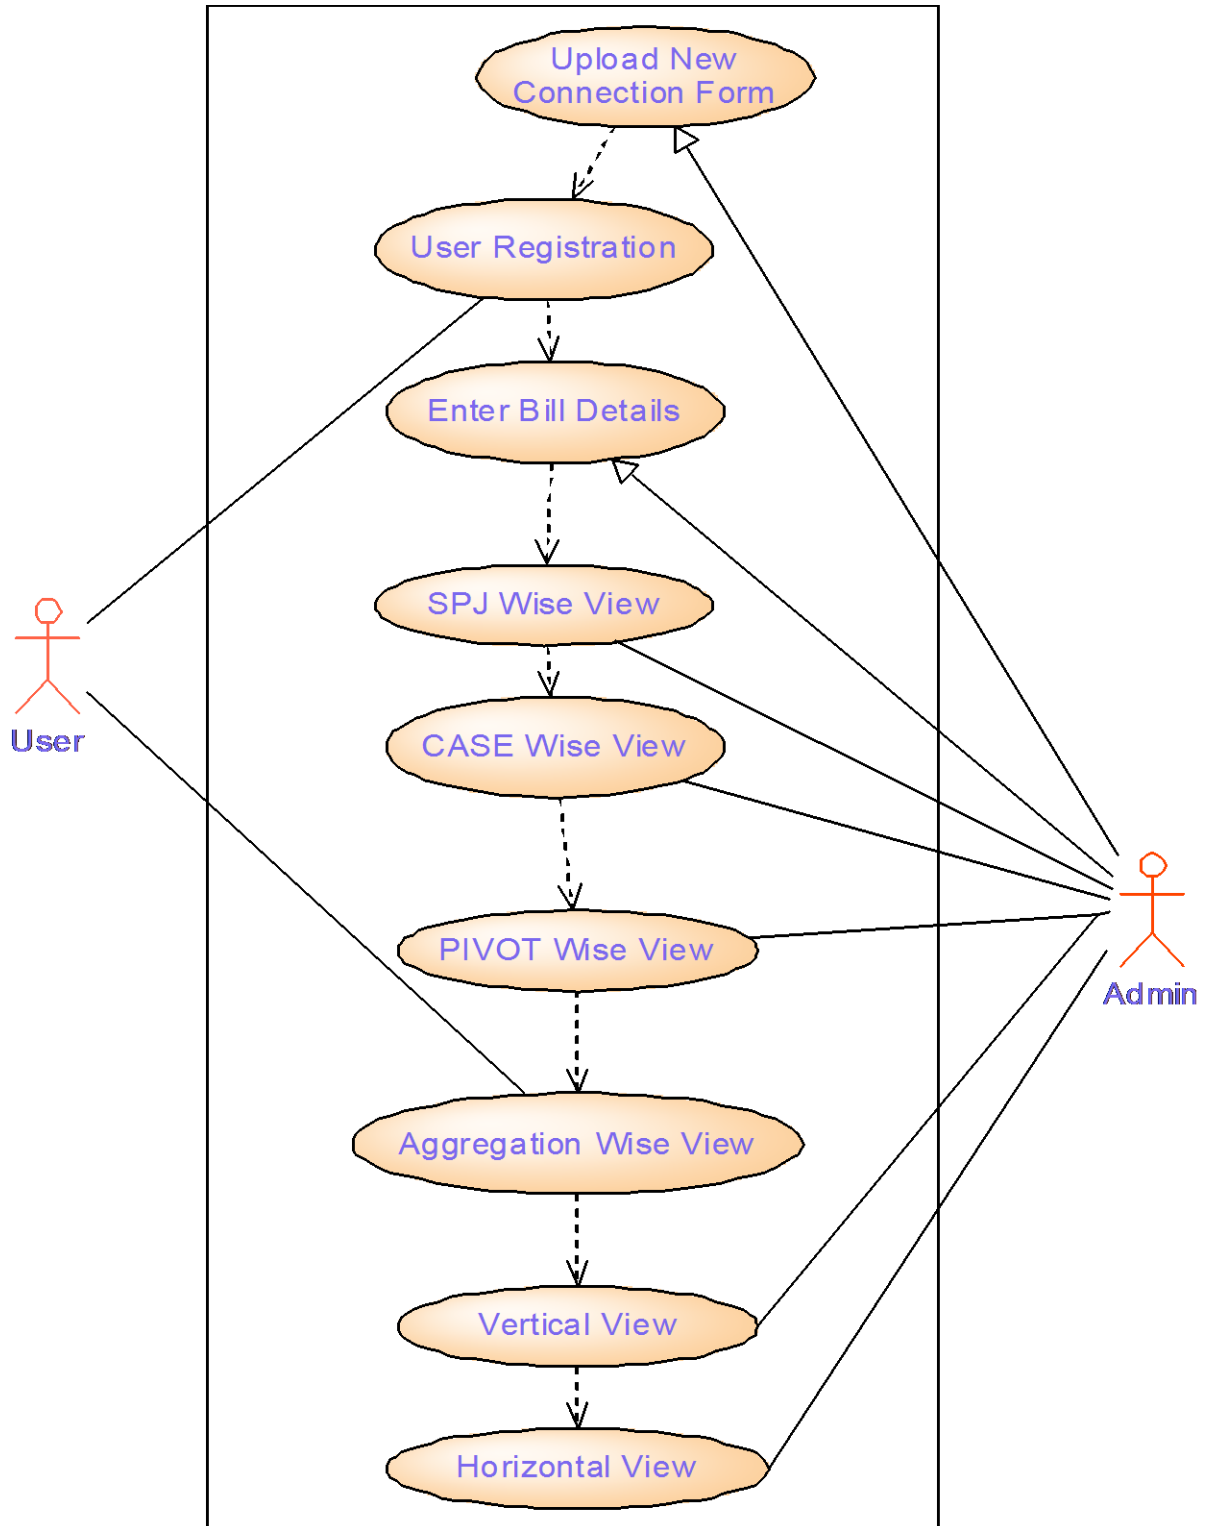 Upload New
Connection Form
User Registration
Enter Bill Details
SPJ Wise View
User
CASE Wise View
PIVOT Wise View
Admin
Aggregation Wise View
Vertical View
Horizontal View